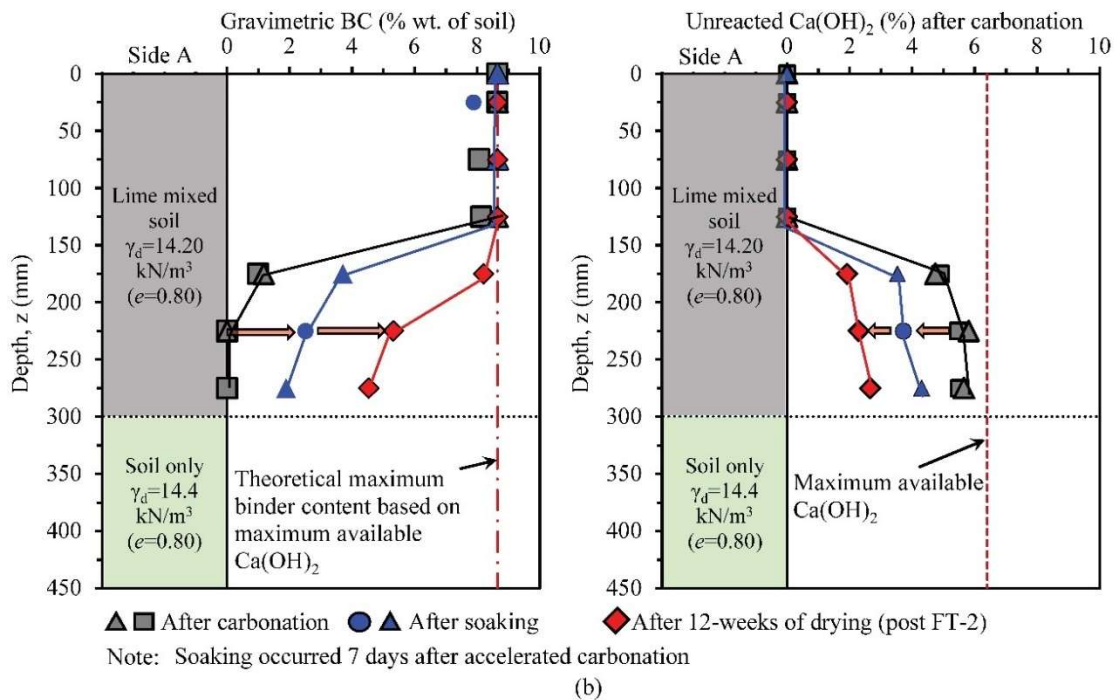 Gravimetric BC (% wt. of soil)
Side A
0 2 4 6 8 10
Depth, z (mm)
0
50
100
150
200
250
300
350
400
450
Lime mixed
soil
γd=14.20
kN/m³
(e=0.80)
Soil only
γd=14.4
kN/m³
(e=0.80)
Theoretical maximum
binder content based on
maximum available
Ca(OH)₂
Unreacted Ca(OH)₂ (%) after carbonation
Side A
0 2 4 6 8 10
Depth, z (mm)
0
50
100
150
200
250
300
350
400
450
Lime mixed
soil
γd=14.20
kN/m³
(e=0.80)
Soil only
γd=14.4
kN/m³
(e=0.80)
Maximum available
Ca(OH)₂
After carbonation After soaking After 12-weeks of drying (post FT-2)
Note: Soaking occurred 7 days after accelerated carbonation
(b)